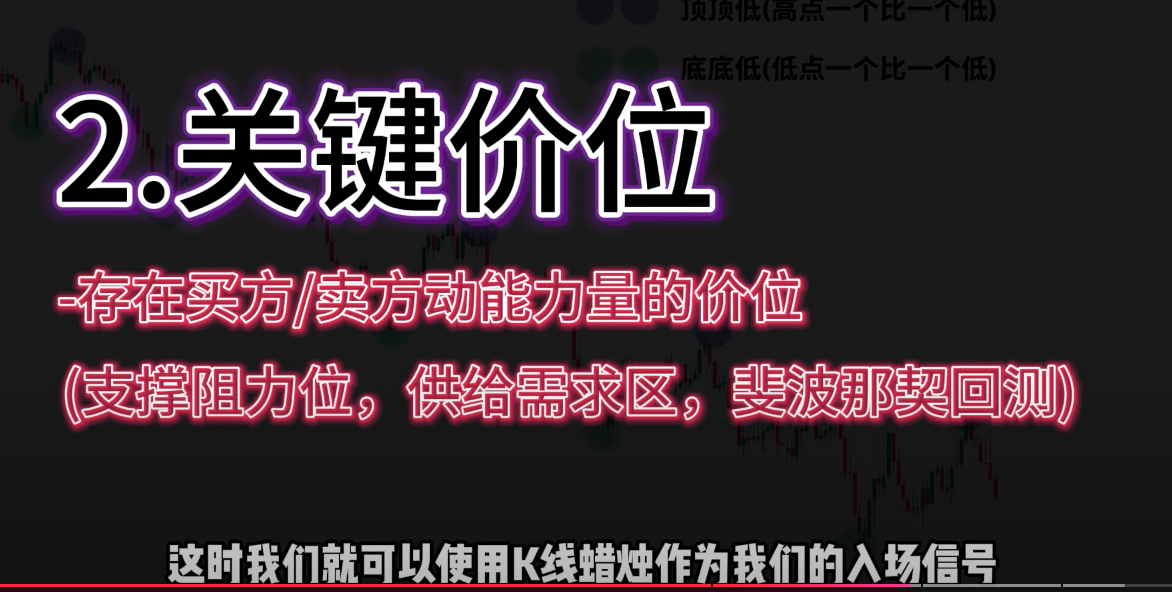 顶顶低(高点一个比一个低)
底底低(低点一个比一个低)
2.关键价位
-存在买方/卖方动能力量的价位
(支撑阻力位，供给需求区，斐波那契回测)
这时我们就可以使用K线蜡烛作为我们的入场信号